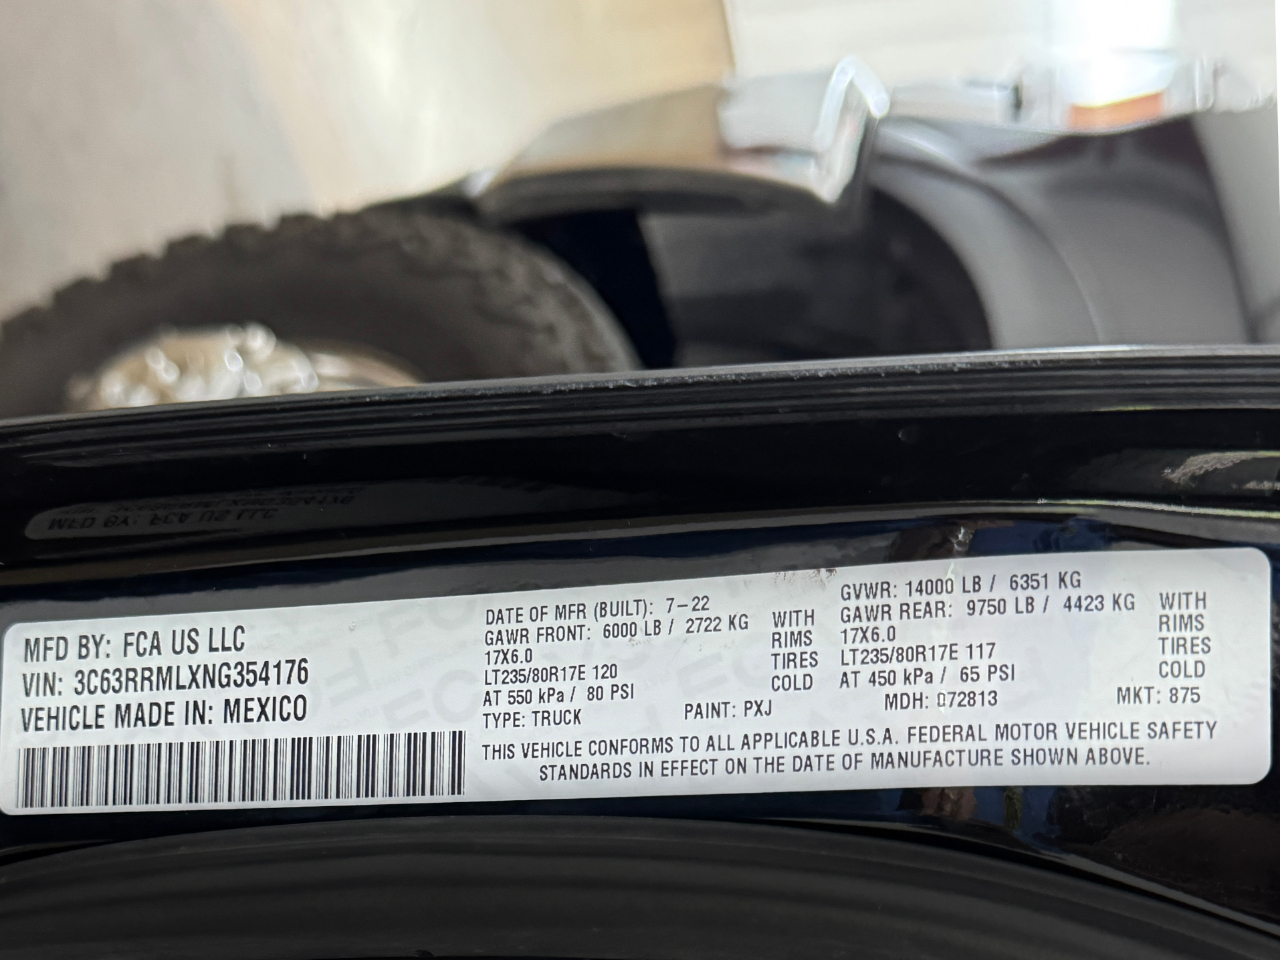 MFD BY: FCA US LLC
VIN: 3C63RRMLXNG354176
VEHICLE MADE IN: MEXICO
DATE OF MFR (BUILT): 7-22
GAWR FRONT: 6000 LB / 2722 KG
17X6.0
LT235/80R17E 120
AT 550 kPa / 80 PSI
TYPE: TRUCK
WITH
RIMS
TIRES
COLD
PAINT: PXJ
GVWR: 14000 LB / 6351 KG
GAWR REAR: 9750 LB / 4423 KG
17X6.0
LT235/80R17E 117
AT 450 kPa / 65 PSI
WITH
RIMS
TIRES
COLD
MDH: 072813
MKT: 875
THIS VEHICLE CONFORMS TO ALL APPLICABLE U.S.A. FEDERAL MOTOR VEHICLE SAFETY
STANDARDS IN EFFECT ON THE DATE OF MANUFACTURE SHOWN ABOVE.